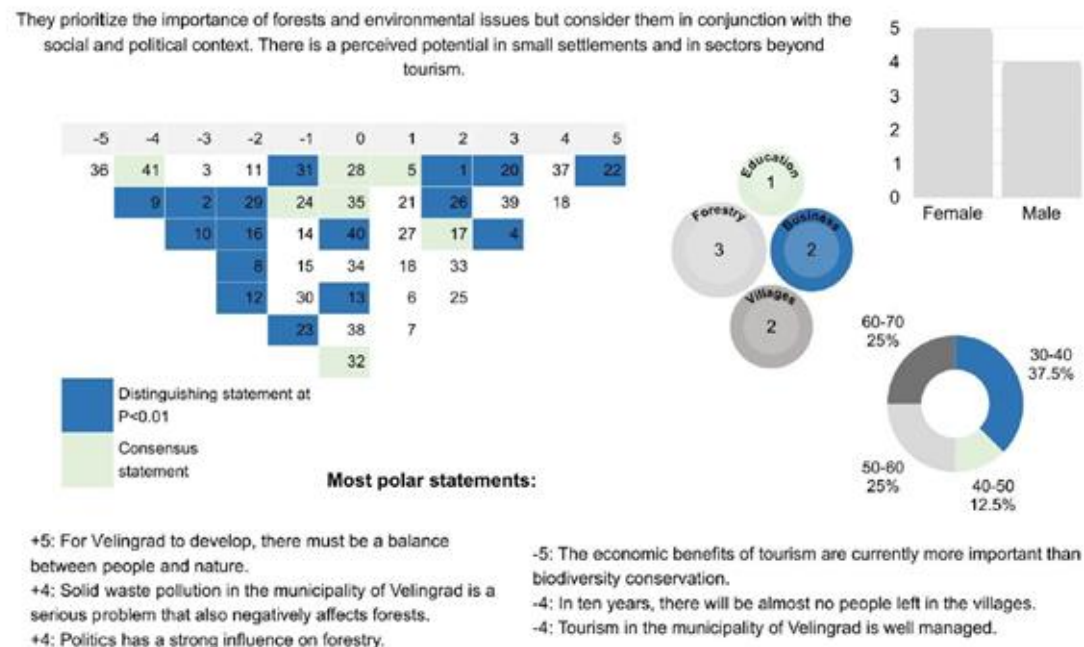 They prioritize the importance of forests and environmental issues but consider them in conjunction with the
social and political context. There is a perceived potential in small settlements and in sectors beyond
tourism.
-5 -4 -3 -2 -1 0 1 2 3 4 5
36 41 3 11 31 28 5 1 20 37 22
9 2 29 24 35 21 26 39 18
10 16 14 40 27 17 4
8 15 34 18 33
12 30 13 6 25
23 38 7
32
Distinguishing statement at
P<0.01
Consensus
statement
5
4
3
2
1
0
Female Male
Education
1
Forestry
3
Business
2
Villages
2
60-70
25%
30-40
37.5%
50-60
25%
40-50
12.5%
Most polar statements:
+5: For Velingrad to develop, there must be a balance
between people and nature.
+4: Solid waste pollution in the municipality of Velingrad is a
serious problem that also negatively affects forests.
+4: Politics has a strong influence on forestry.
-5: The economic benefits of tourism are currently more important than
biodiversity conservation.
-4: In ten years, there will be almost no people left in the villages.
-4: Tourism in the municipality of Velingrad is well managed.